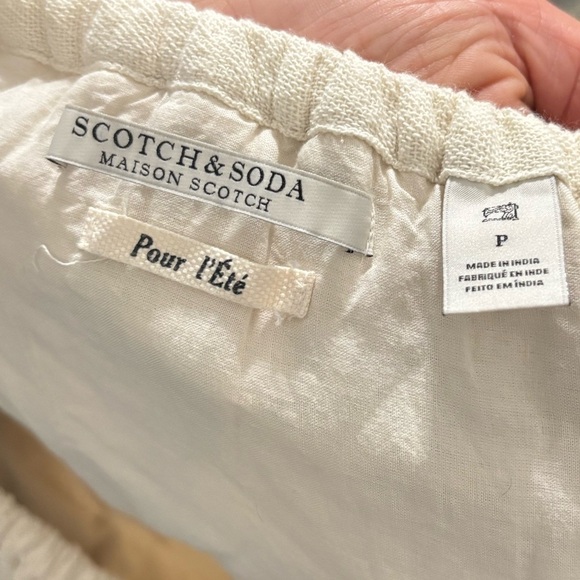 SCOTCH & SODA
MAISON SCOTCH
Pour l'Été
P
MADE IN INDIA
FABRIQUÉ EN INDE
FEITO EM ÍNDIA